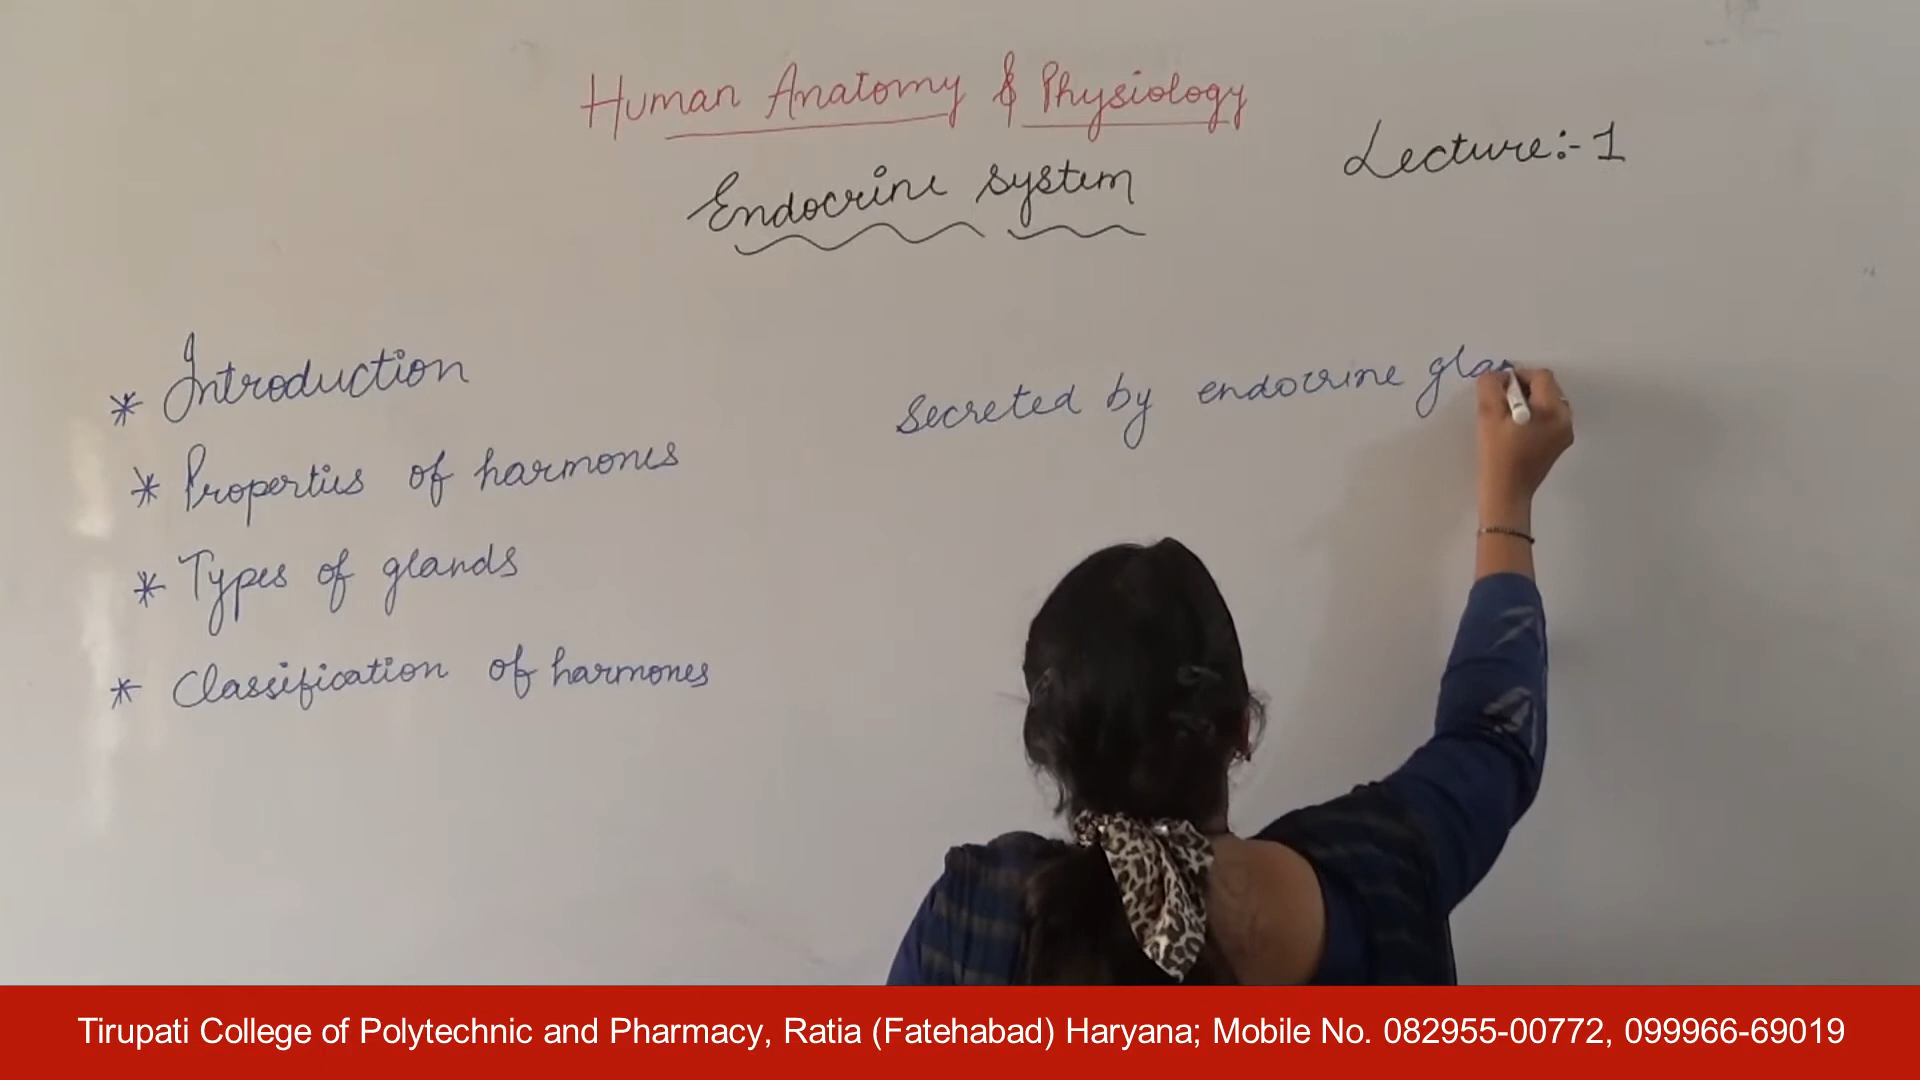 Human Anatomy & Physiology
Lecture:- 1
Endocrine system
* Introduction
* Properties of harmones
* Types of glands
* Classification of harmones
Secreted by endocrine glan
Tirupati College of Polytechnic and Pharmacy, Ratia (Fatehabad) Haryana; Mobile No. 082955-00772, 099966-69019